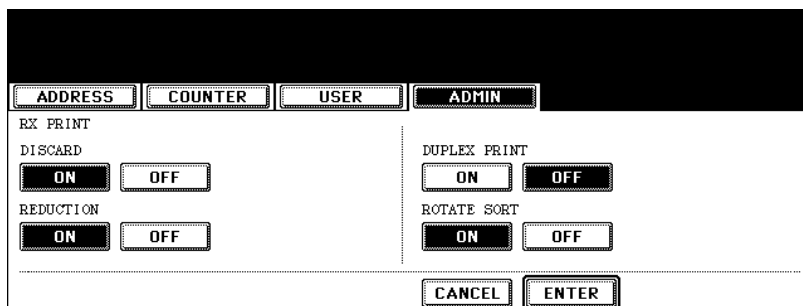 ADDRESS COUNTER USER ADMIN
RX PRINT
DISCARD DUPLEX PRINT
ON OFF ON OFF
REDUCTION ROTATE SORT
ON OFF ON OFF
CANCEL ENTER